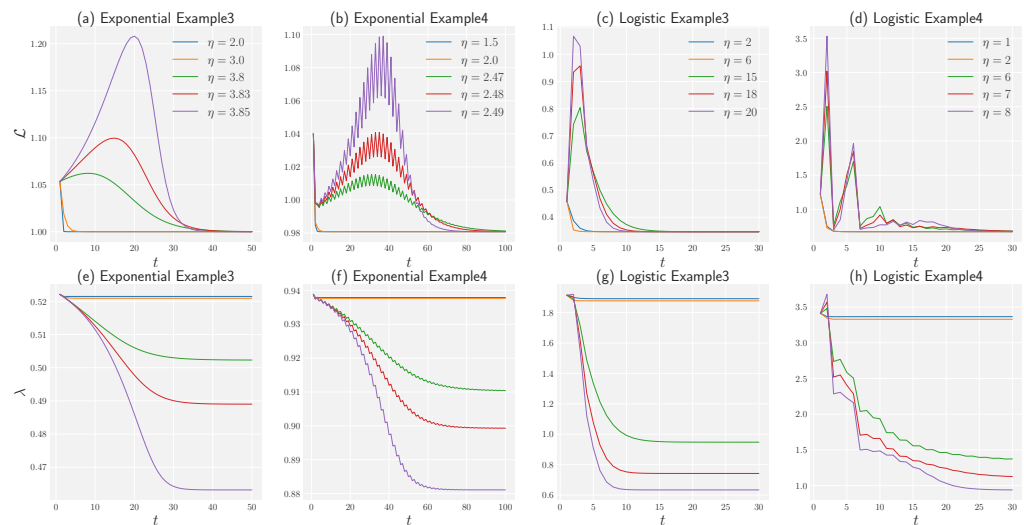 (a) Exponential Example3
1.20
1.15
1.10
1.05
1.00
ℒ
0
10
20
30
40
50
t
η = 2.0
η = 3.0
η = 3.8
η = 3.83
η = 3.85
(b) Exponential Example4
1.10
1.08
1.06
1.04
1.02
1.00
0.98
0
20
40
60
80
100
t
η = 1.5
η = 2.0
η = 2.47
η = 2.48
η = 2.49
(c) Logistic Example3
1.1
1.0
0.9
0.8
0.7
0.6
0.5
0.4
0
5
10
15
20
25
30
t
η = 2
η = 6
η = 15
η = 18
η = 20
(d) Logistic Example4
3.5
3.0
2.5
2.0
1.5
1.0
0
5
10
15
20
25
30
t
η = 1
η = 2
η = 6
η = 7
η = 8
(e) Exponential Example3
0.52
0.51
0.50
0.49
0.48
0.47
λ
0
10
20
30
40
50
t
(f) Exponential Example4
0.94
0.93
0.92
0.91
0.90
0.89
0.88
0
20
40
60
80
100
t
(g) Logistic Example3
1.8
1.6
1.4
1.2
1.0
0.8
0.6
0
5
10
15
20
25
30
t
(h) Logistic Example4
3.5
3.0
2.5
2.0
1.5
1.0
0
5
10
15
20
25
30
t